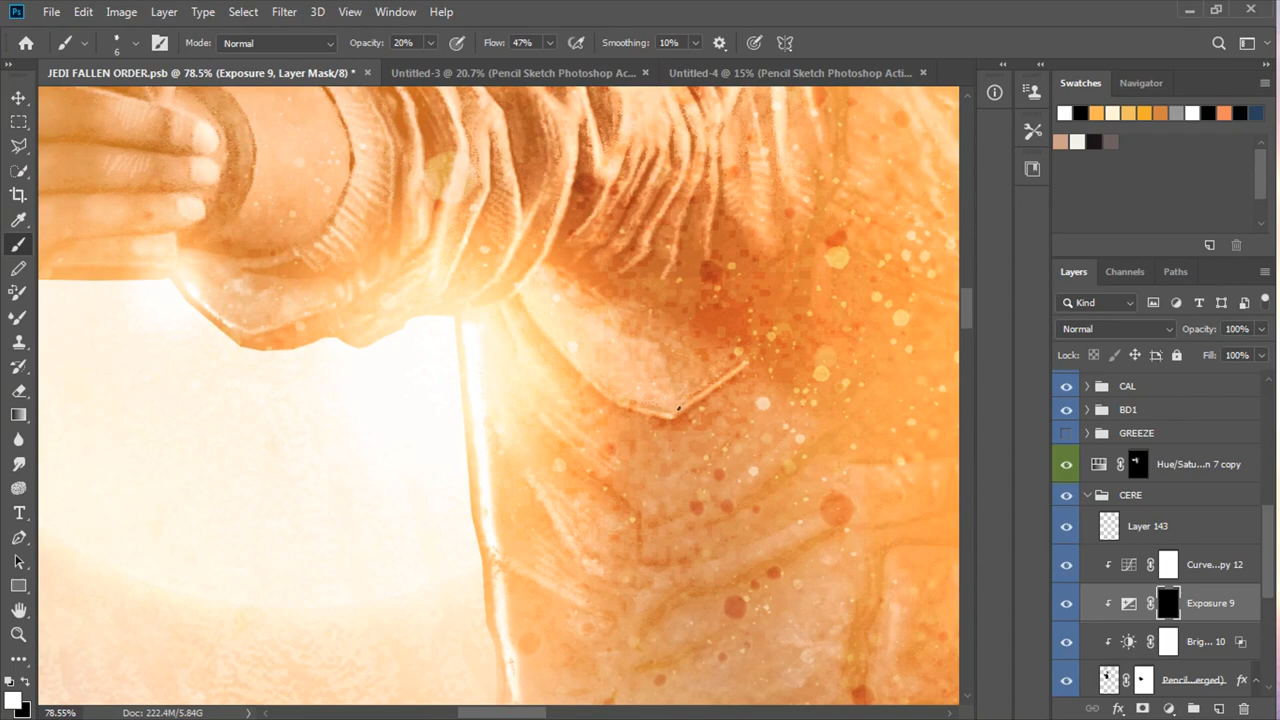 Ps File Edit Image Layer Type Select Filter 3D View Window Help
6 Mode: Normal Opacity: 20% Flow: 47% Smoothing: 10%
JEDI FALLEN ORDER.psb @ 78.5% (Exposure 9, Layer Mask/8) * × Untitled-3 @ 20.7% (Pencil Sketch Photoshop Ac... × Untitled-4 @ 15% (Pencil Sketch Photoshop Acti... ×
Swatches Navigator
Layers Channels Paths
Kind
Normal Opacity: 100%
Lock: Fill: 100%
CAL
BD1
GREEZE
Hue/Satu...n 7 copy
CERE
Layer 143
Curve...py 12
Exposure 9
Brig... 10
Pencil...erged) fx
78.55% Doc: 222.4M/5.84G
fx